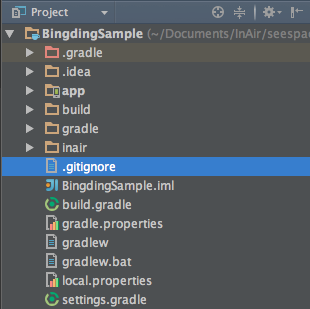 Project
BingdingSample (~/Documents/InAir/seespac
.gradle
.idea
app
build
gradle
inair
.gitignore
BingdingSample.iml
build.gradle
gradle.properties
gradlew
gradlew.bat
local.properties
settings.gradle